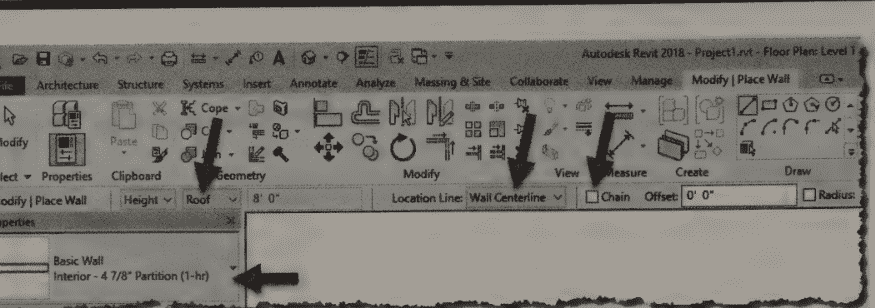 Autodesk Revit 2018 - Project1.rvt - Floor Plan: Level 1
Architecture Structure Systems Insert Annotate Analyze Massing & Site Collaborate View Manage Modify | Place Wall
Cope
Modify
Paste
Properties Clipboard Geometry Modify View Measure Create Draw
Modify | Place Wall Height Roof 8' 0" Location Line: Wall Centerline Chain Offset: 0' 0" Radius:
Properties
Basic Wall
Interior - 4 7/8" Partition (1-hr)